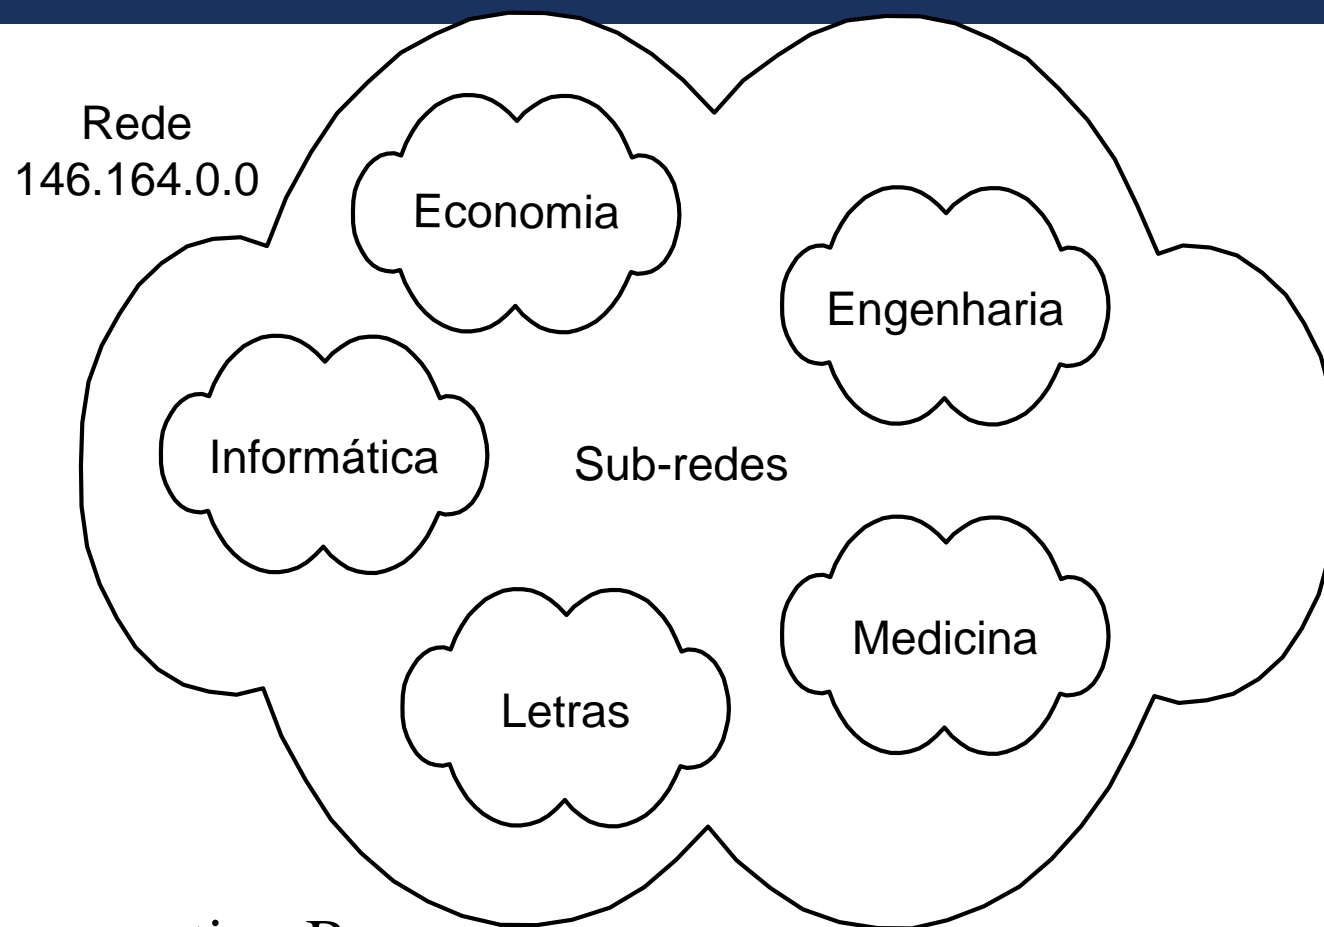 Rede
146.164.0.0
Economia
Engenharia
Informática
Sub-redes
Medicina
Letras